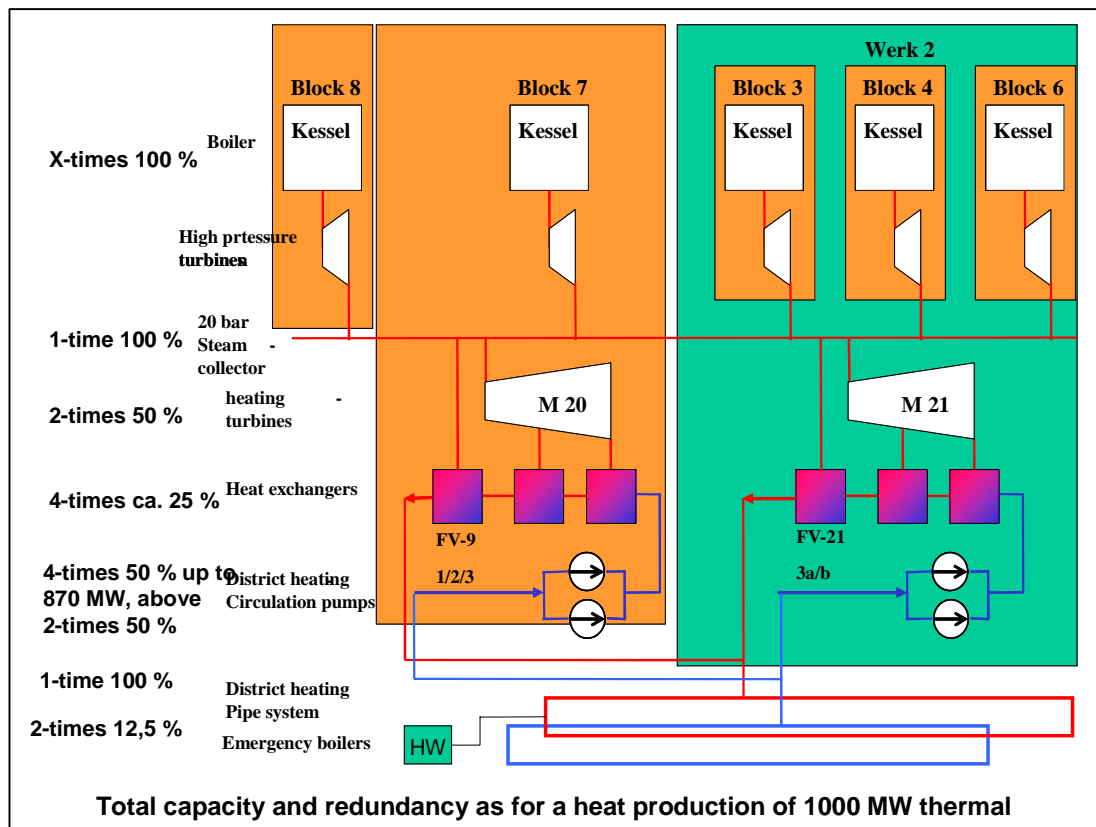 Werk 2
Block 8
Block 7
Block 3
Block 4
Block 6
Kessel
Kessel
Kessel
Kessel
Kessel
Boiler
X-times 100 %
High prtessure
turbines
1-time 100 %
20 bar
Steam -
collector
2-times 50 %
heating -
turbines
M 20
M 21
4-times ca. 25 %
Heat exchangers
FV-9
FV-21
4-times 50 % up to
870 MW, above
2-times 50 %
District heating -
Circulation pumps
1/2/3
3a/b
1-time 100 %
District heating
Pipe system
2-times 12,5 %
Emergency boilers
HW
Total capacity and redundancy as for a heat production of 1000 MW thermal